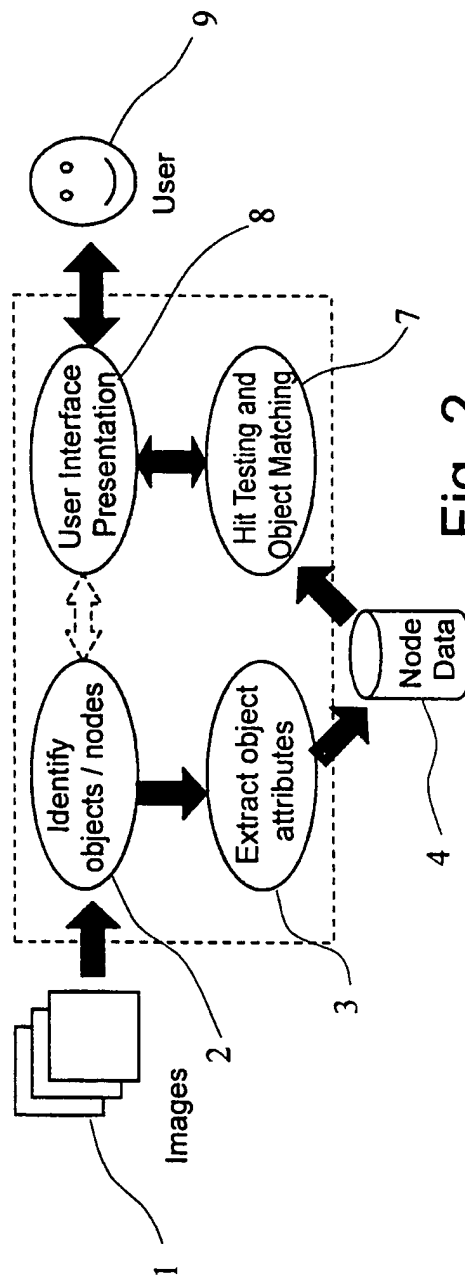 1
Images
2
Identify
objects / nodes
3
Extract object
attributes
4
Node
Data
User Interface
Presentation
8
Hit Testing and
Object Matching
7
User
9
Fig. 2